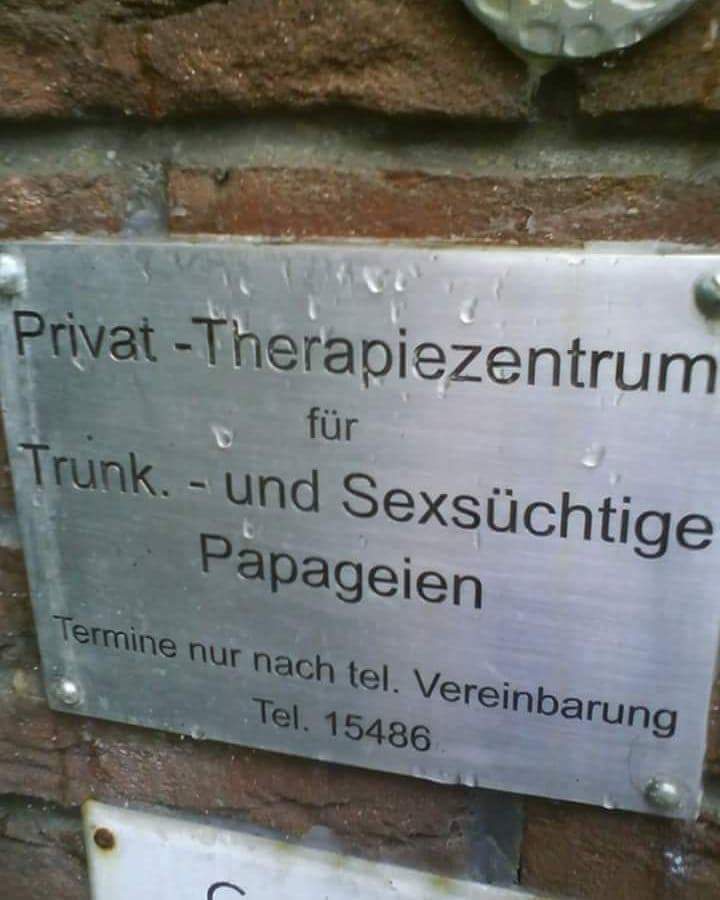 Privat -Therapiezentrum
für
Trunk. - und Sexsüchtige
Papageien
Termine nur nach tel. Vereinbarung
Tel. 15486